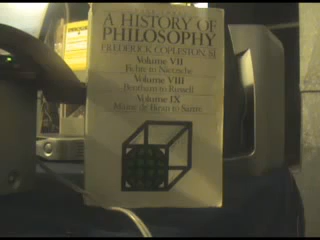 A HISTORY OF
PHILOSOPHY
FREDERICK COPLESTON, S.J.
Volume VII
Fichte to Nietzsche
Volume VIII
Bentham to Russell
Volume IX
Maine de Biran to Sartre